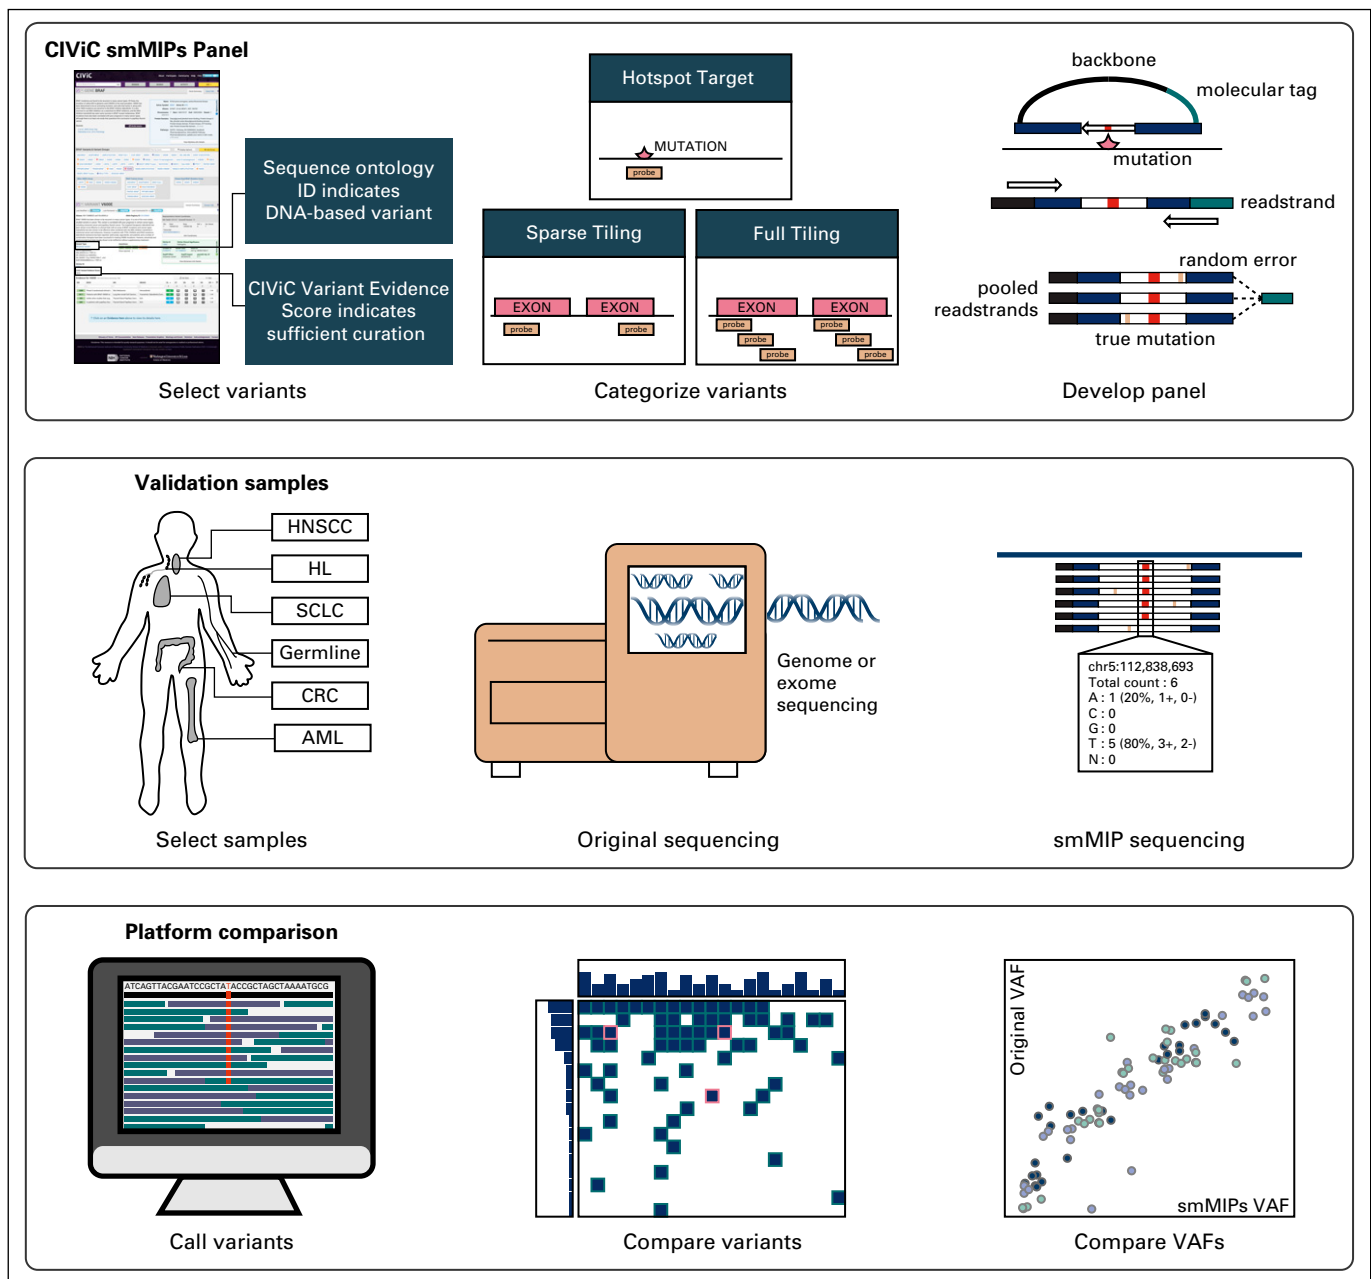 CIViC smMIPs Panel
CIViC
Sequence ontology
ID indicates
DNA-based variant
CIViC Variant Evidence
Score indicates
sufficient curation
Select variants
Hotspot Target
MUTATION
probe
Sparse Tiling
EXON
EXON
probe
probe
Full Tiling
EXON
EXON
probe
probe
probe
probe
probe
probe
Categorize variants
backbone
molecular tag
mutation
readstrand
random error
pooled
readstrands
true mutation
Develop panel
Validation samples
HNSCC
HL
SCLC
Germline
CRC
AML
Select samples
Genome or
exome
sequencing
Original sequencing
chr5:112,838,693
Total count : 6
A : 1 (20%, 1+, 0-)
C : 0
G : 0
T : 5 (80%, 3+, 2-)
N : 0
smMIP sequencing
Platform comparison
ATCAGTTACGAATCCGCTATACCGCTAGCTAAAATGCG
Call variants
Compare variants
Original VAF
smMIPs VAF
Compare VAFs